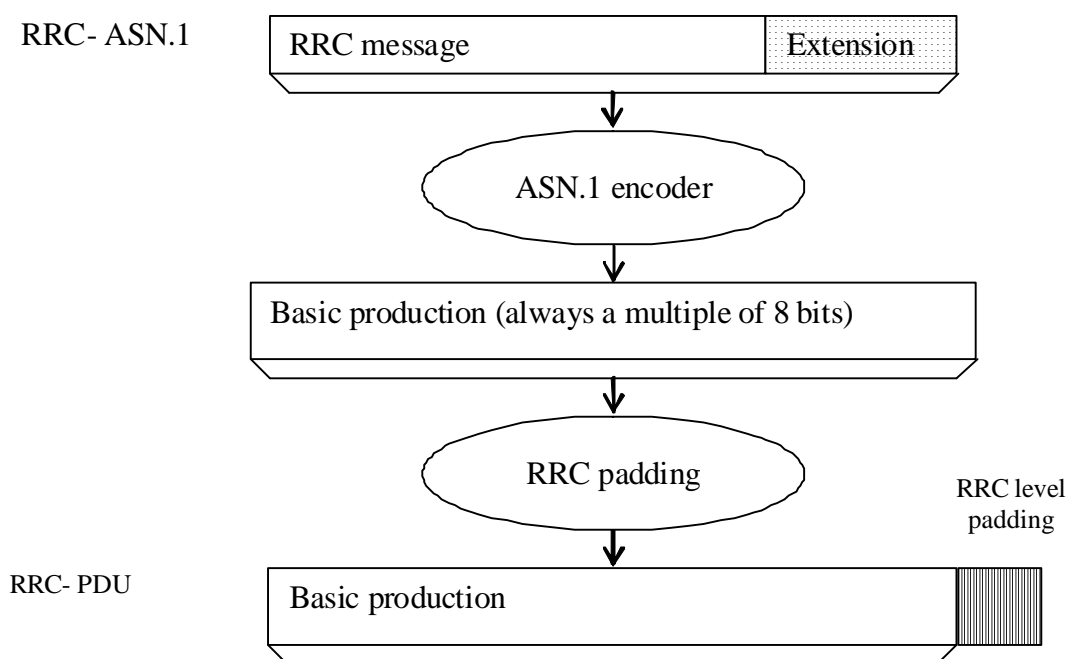 RRC- ASN.1
RRC message
Extension
ASN.1 encoder
Basic production (always a multiple of 8 bits)
RRC padding
RRC level
padding
RRC- PDU
Basic production